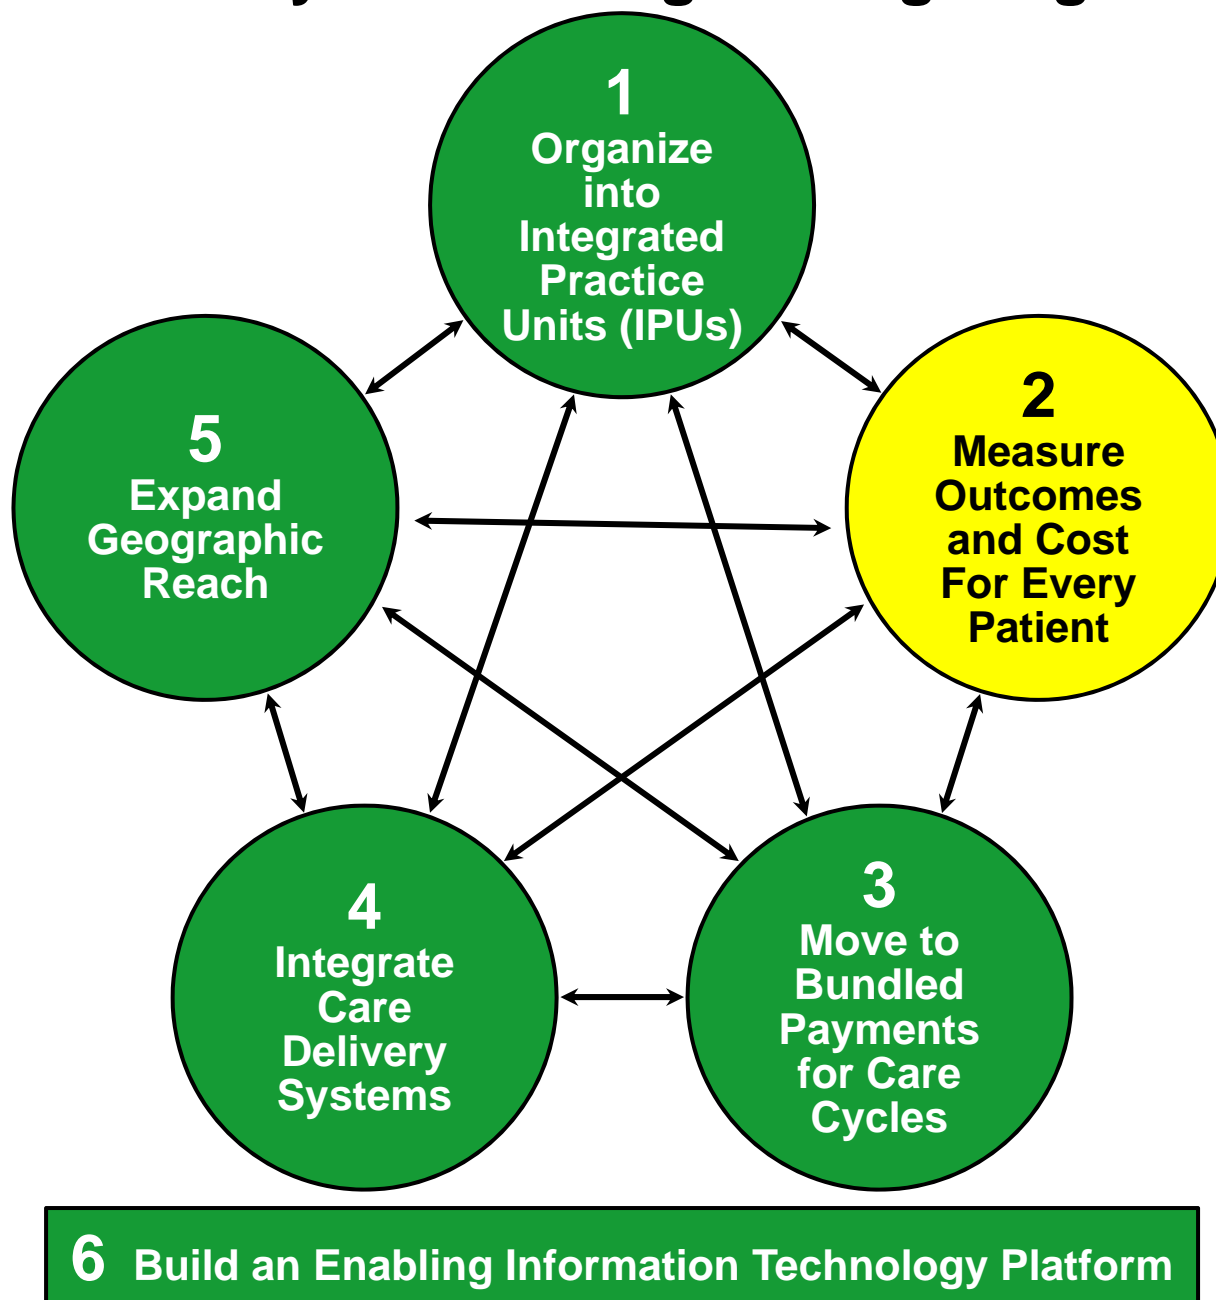 1
Organize
into
Integrated
Practice
Units (IPUs)
2
Measure
Outcomes
and Cost
For Every
Patient
3
Move to
Bundled
Payments
for Care
Cycles
4
Integrate
Care
Delivery
Systems
5
Expand
Geographic
Reach
6 Build an Enabling Information Technology Platform